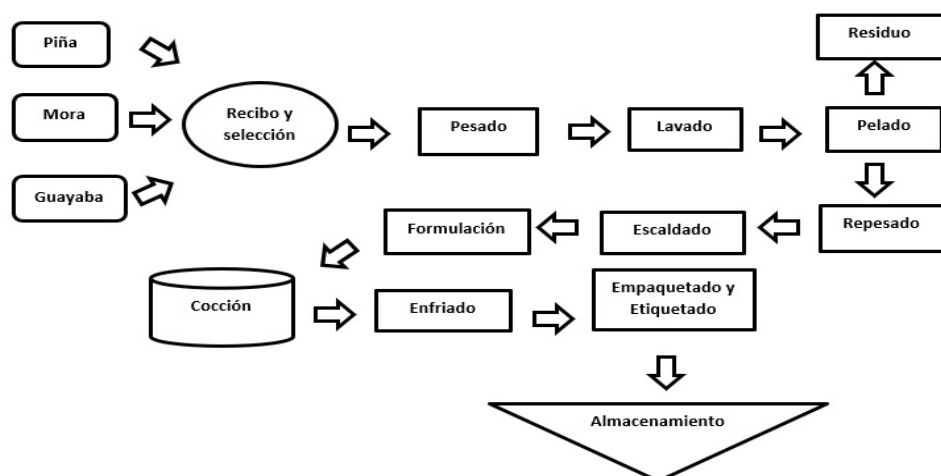 Piña
Mora
Guayaba
Recibo y
selección
Pesado
Lavado
Pelado
Residuo
Repesado
Escaldado
Formulación
Cocción
Enfriado
Empaquetado y
Etiquetado
Almacenamiento